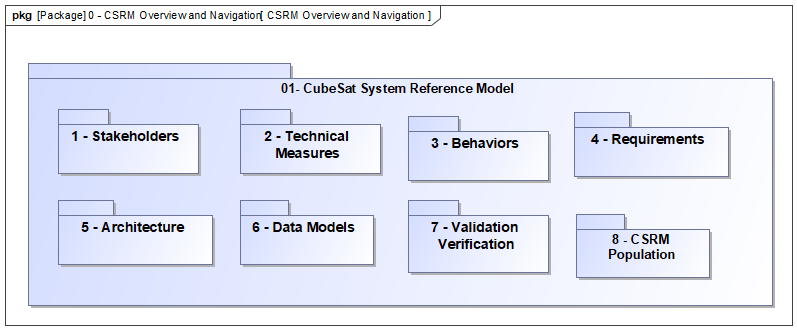 pkg [Package] 0 - CSRM Overview and Navigation[ CSRM Overview and Navigation ]
01- CubeSat System Reference Model
1 - Stakeholders
2 - Technical
Measures
3 - Behaviors
4 - Requirements
5 - Architecture
6 - Data Models
7 - Validation
Verification
8 - CSRM
Population